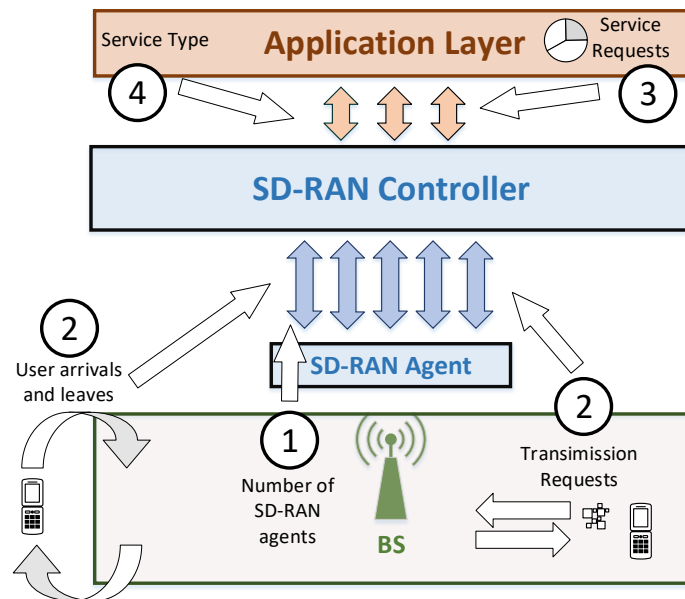 Service Type
Application Layer
Service
Requests
4
3
SD-RAN Controller
2
User arrivals
and leaves
SD-RAN Agent
2
1
Transimission
Requests
Number of
SD-RAN
agents
BS